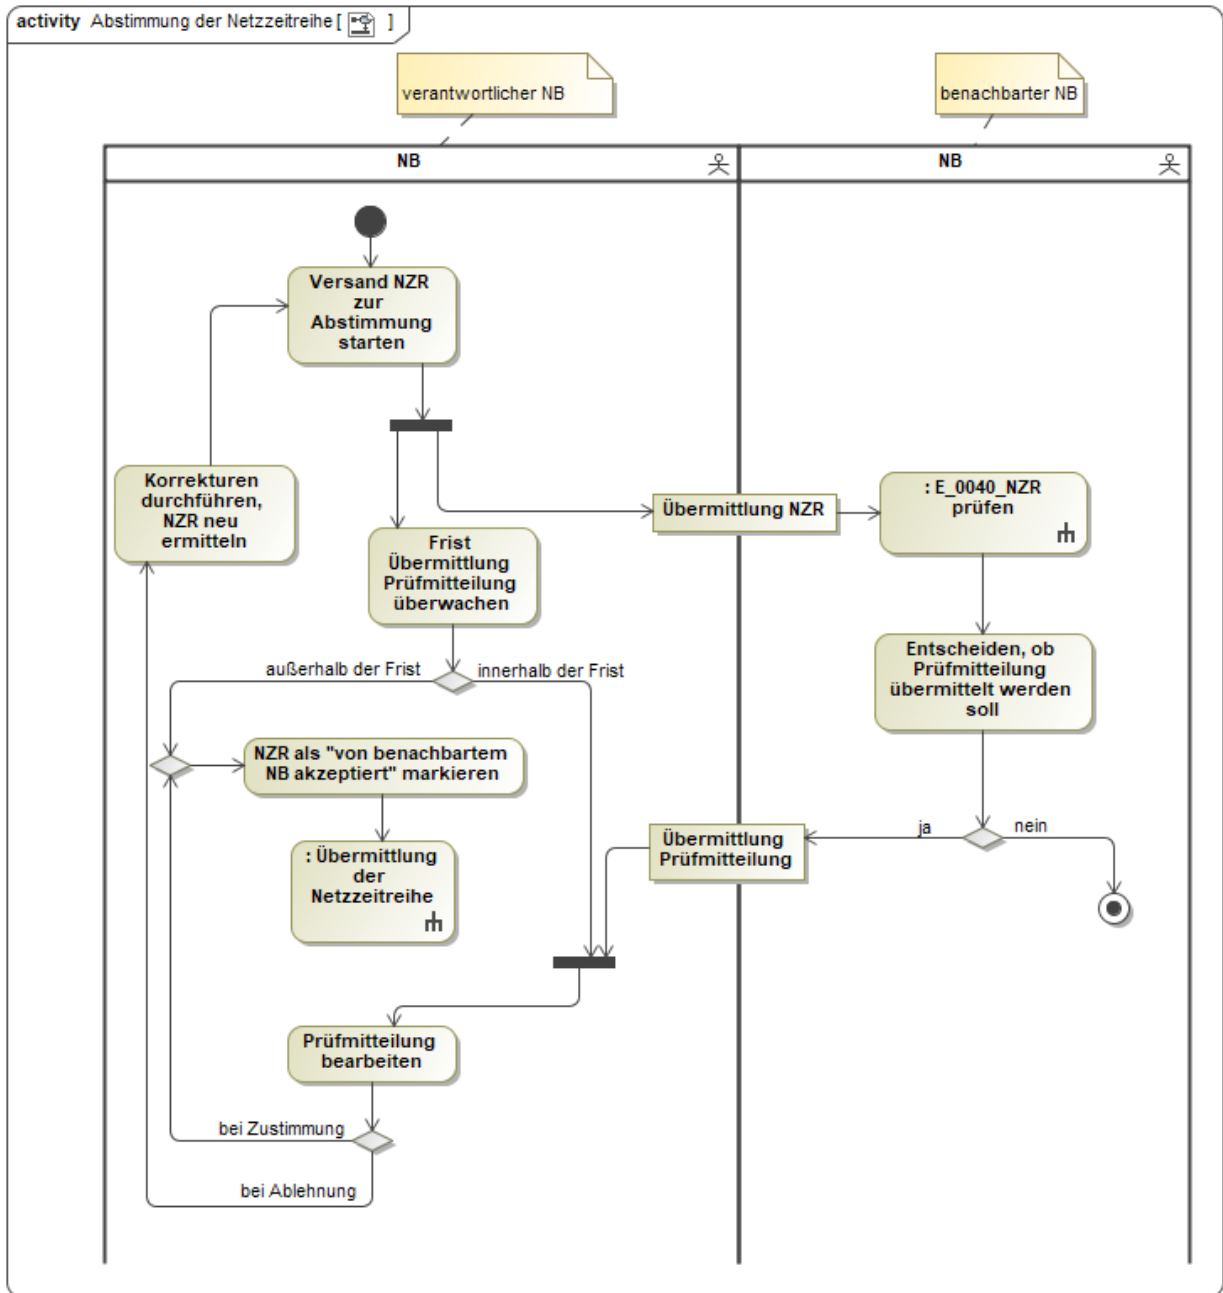 activity Abstimmung der Netzzeitreihe [ ]
verantwortlicher NB
benachbarter NB
NB
NB
Versand NZR
zur
Abstimmung
starten
Korrekturen
durchführen,
NZR neu
ermitteln
Übermittlung NZR
: E_0040_NZR
prüfen
Frist
Übermittlung
Prüfmitteilung
überwachen
Entscheiden, ob
Prüfmitteilung
übermittelt werden
soll
außerhalb der Frist
innerhalb der Frist
NZR als "von benachbartem
NB akzeptiert" markieren
: Übermittlung
der
Netzzeitreihe
Übermittlung
Prüfmitteilung
ja
nein
Prüfmitteilung
bearbeiten
bei Zustimmung
bei Ablehnung